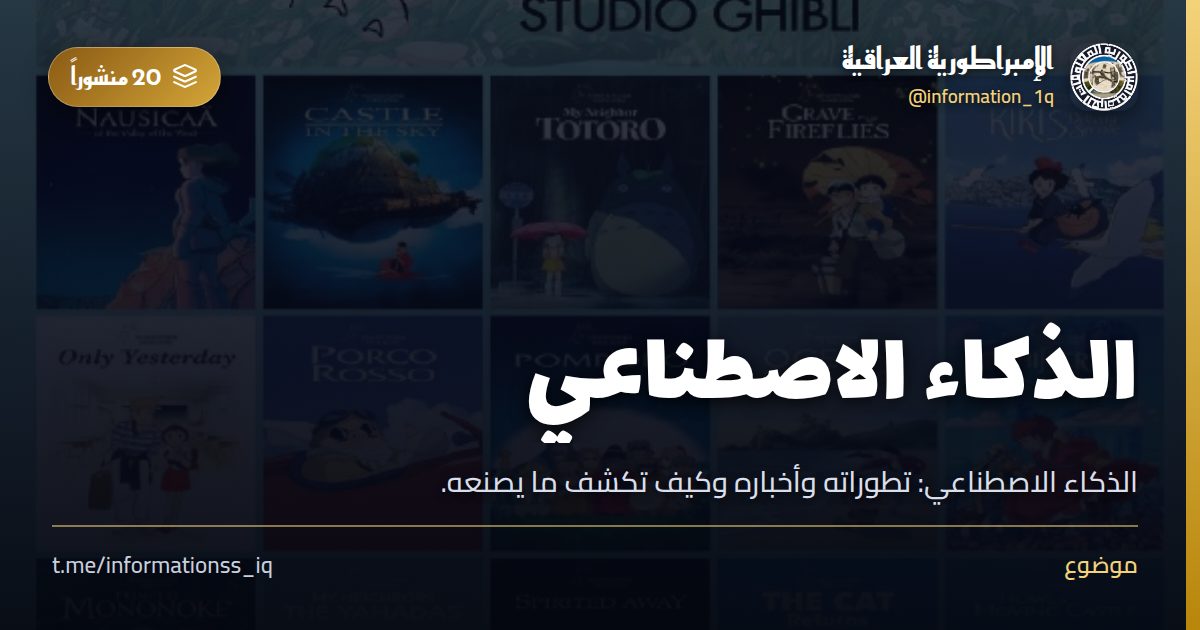 STUDIO GHIBLI
الإمبراطورية العراقية
@information_1q
20 منشوراً
NAUSICAA
CASTLE IN THE SKY
My Neighbor TOTORO
GRAVE FIREFLIES
KIKI'S
Only Yesterday
PORCO ROSSO
الذكاء الاصطناعي
الذكاء الاصطناعي: تطوراته وأخباره وكيف تكشف ما يصنعه.
موضوع
t.me/informationss_iq
MONONOKE
SPIRITED AWAY
THE CAT Returns